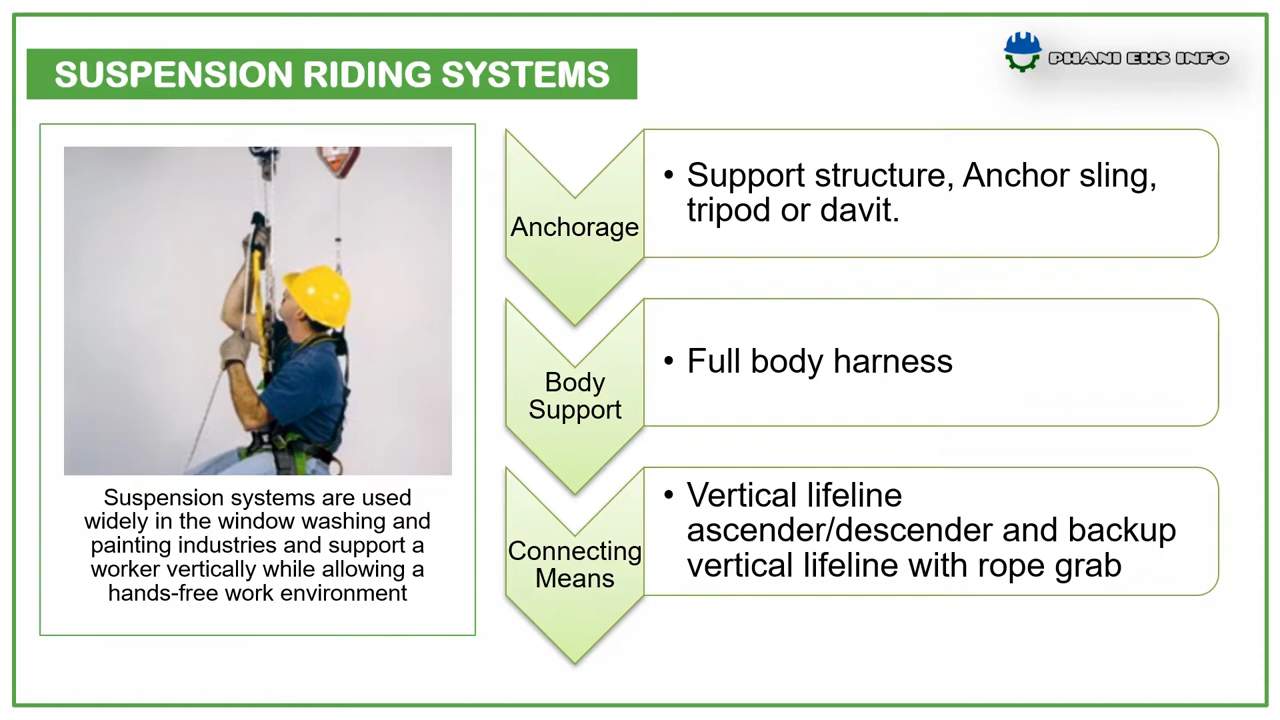 SUSPENSION RIDING SYSTEMS
PHANI EHS INFO
Suspension systems are used
widely in the window washing and
painting industries and support a
worker vertically while allowing a
hands-free work environment
Anchorage
• Support structure, Anchor sling,
tripod or davit.
Body
Support
• Full body harness
Connecting
Means
• Vertical lifeline
ascender/descender and backup
vertical lifeline with rope grab